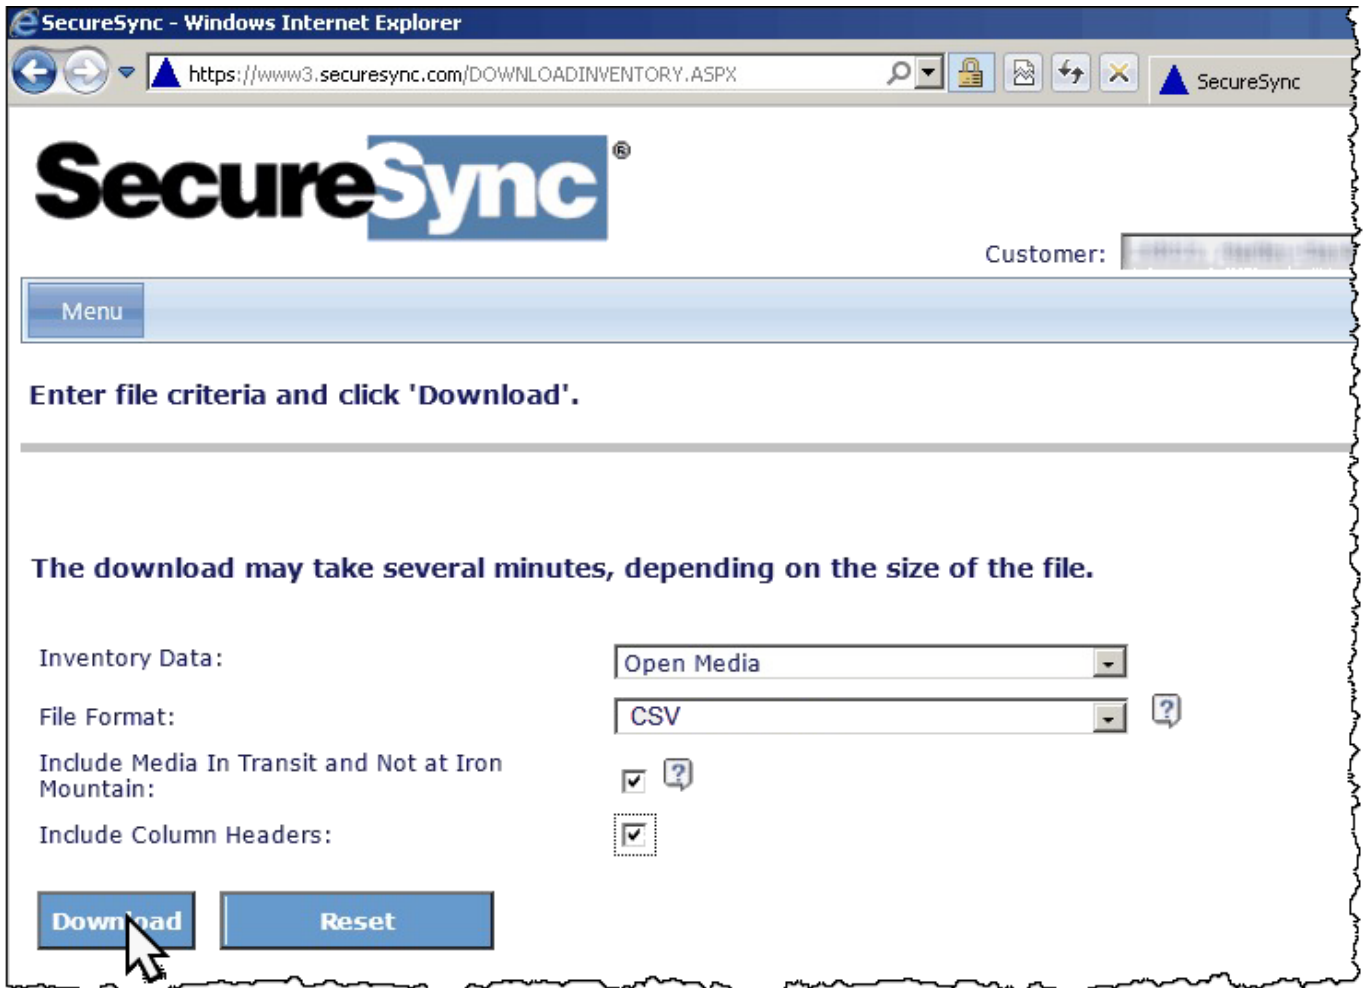 SecureSync - Windows Internet Explorer
https://www3.securesync.com/DOWNLOADINVENTORY.ASPX
SecureSync
SecureSync®
Customer:
Menu
Enter file criteria and click 'Download'.
The download may take several minutes, depending on the size of the file.
Inventory Data:
Open Media
File Format:
CSV
?
Include Media In Transit and Not at Iron
Mountain:
?
Include Column Headers:
Download
Reset